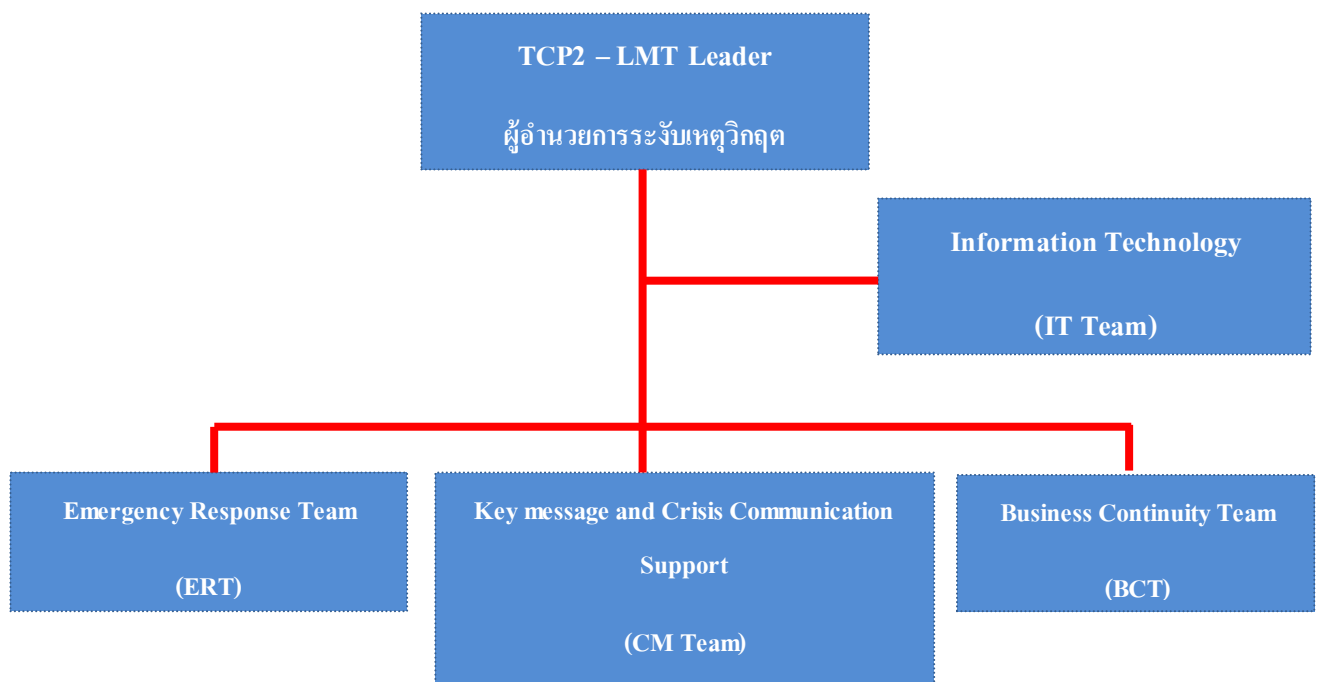 TCP2 – LMT Leader
ผู้อำนวยการระงับเหตุวิกฤต
Information Technology
(IT Team)
Emergency Response Team
(ERT)
Key message and Crisis Communication
Support
(CM Team)
Business Continuity Team
(BCT)